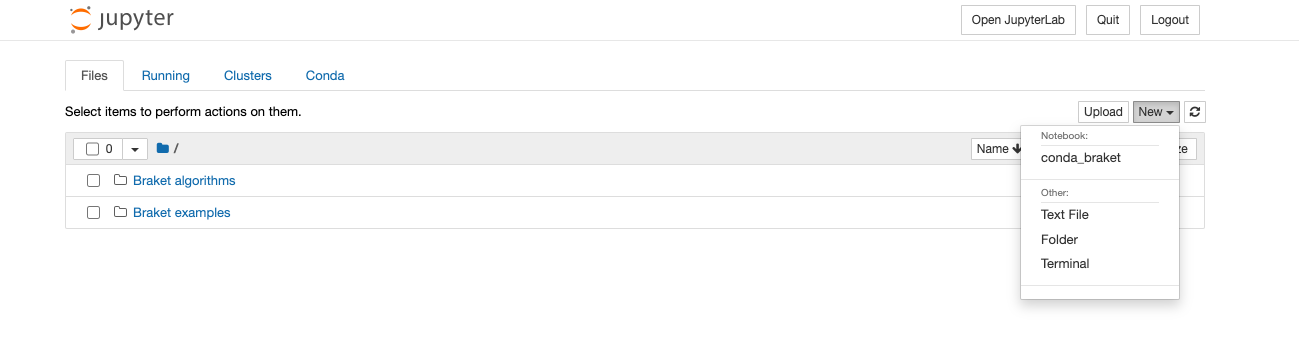 jupyter
Open JupyterLab Quit Logout
Files Running Clusters Conda
Select items to perform actions on them.
Upload New
0 / Name
Notebook:
conda_braket
Braket algorithms
Other:
Braket examples
Text File
Folder
Terminal